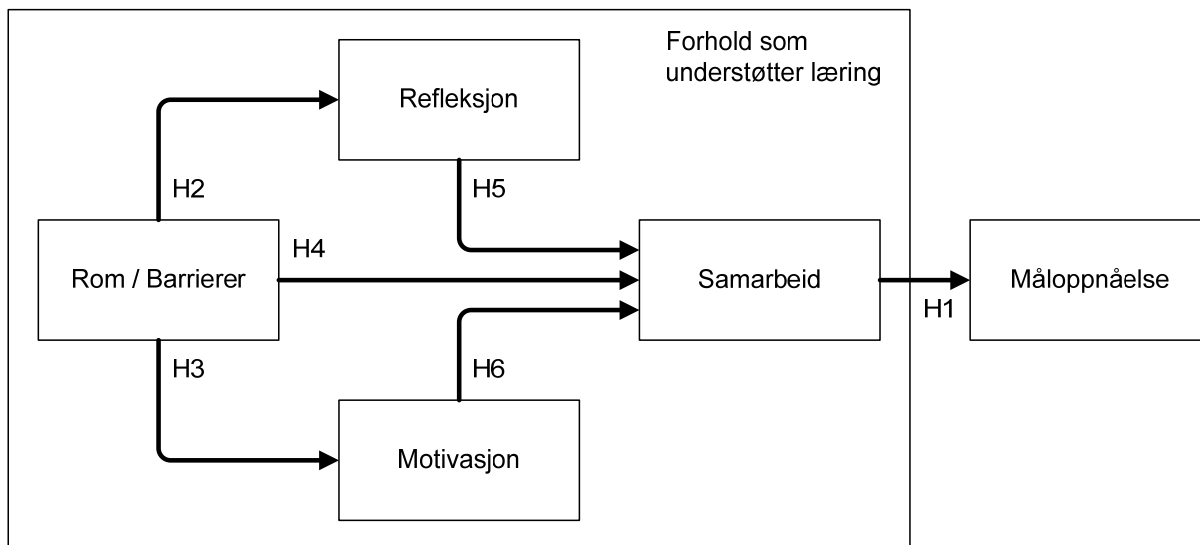 Forhold som
understøtter læring
Refleksjon
H2
H5
Rom / Barrierer
H4
Samarbeid
Måloppnåelse
H1
H3
H6
Motivasjon